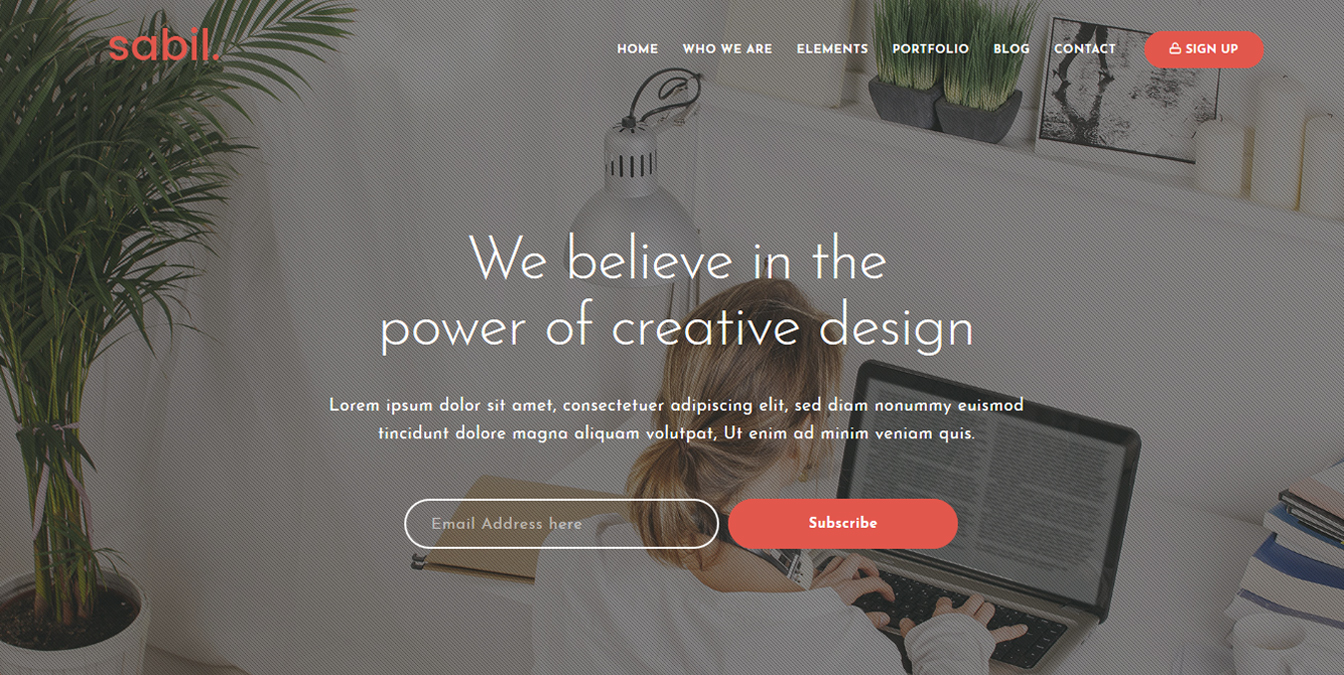 sabil.
HOME WHO WE ARE ELEMENTS PORTFOLIO BLOG CONTACT SIGN UP
We believe in the
power of creative design
Lorem ipsum dolor sit amet, consectetuer adipiscing elit, sed diam nonummy euismod
tincidunt dolore magna aliquam volutpat, Ut enim ad minim veniam quis.
Email Address here Subscribe